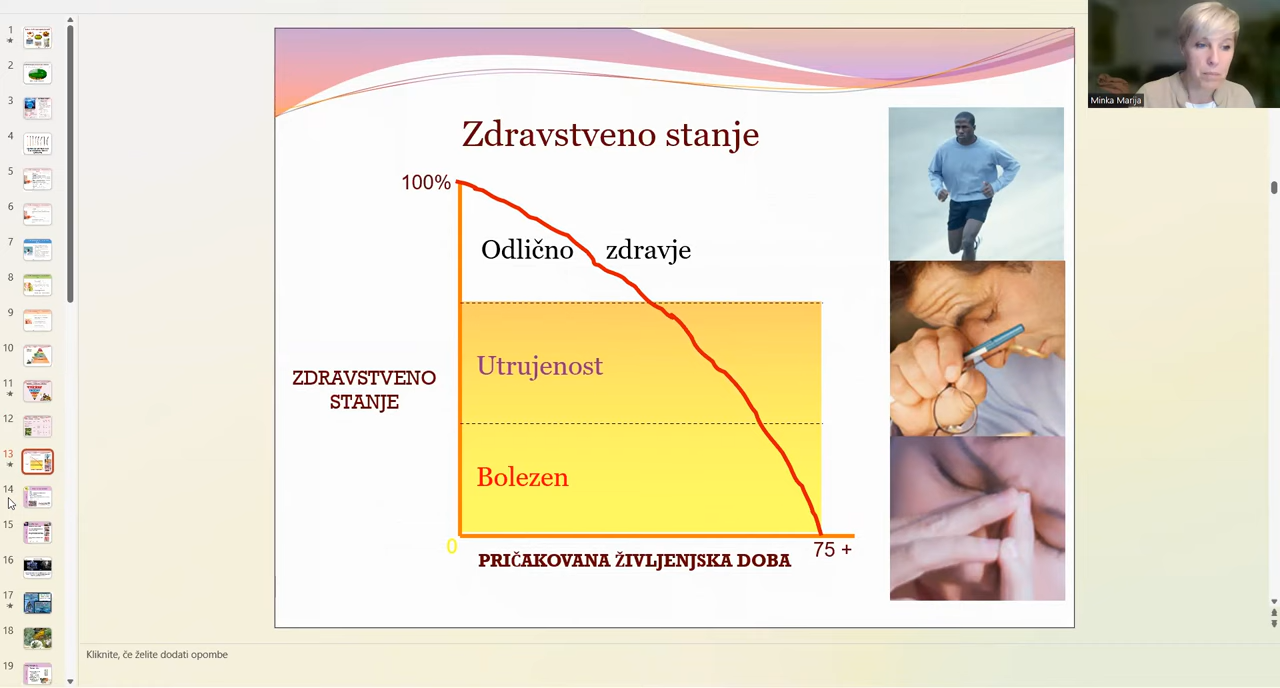 Minka Marija
Zdravstveno stanje
100%
Odlično zdravje
Utrujenost
ZDRAVSTVENO
STANJE
Bolezen
0
75 +
PRIČAKOVANA ŽIVLJENJSKA DOBA
1
2
3
4
5
6
7
8
9
10
11
12
13
14
15
16
17
18
19
Kliknite, če želite dodati opombe